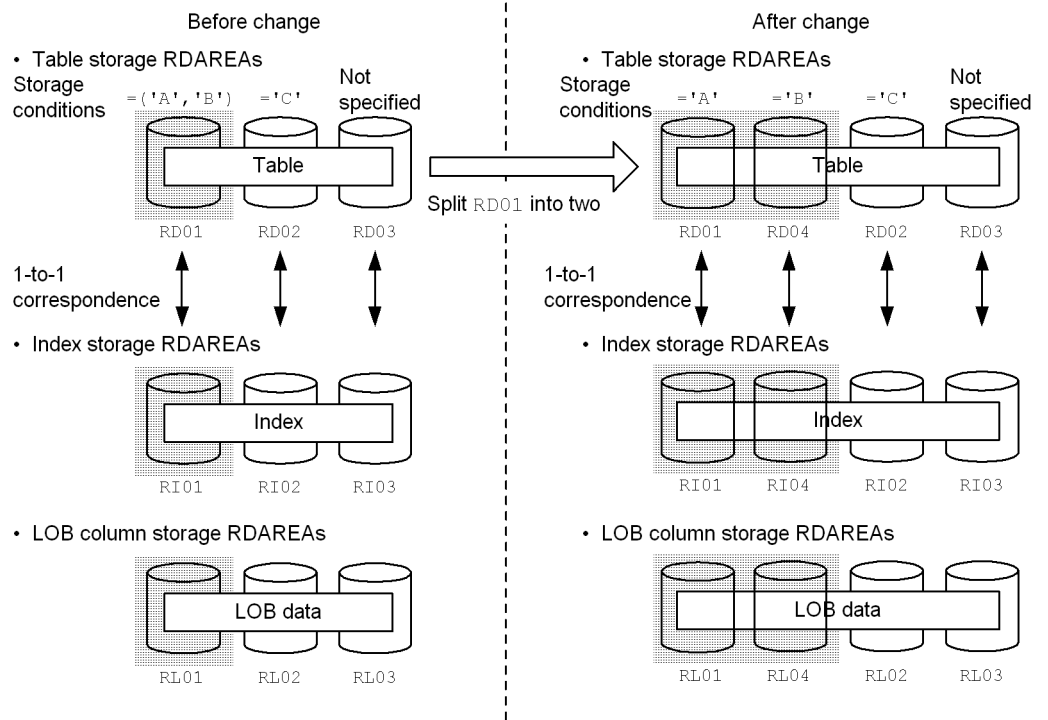 Before change
• Table storage RDAREAs
Storage
conditions
=('A','B')
='C'
Not
specified
Table
RD01
RD02
RD03
1-to-1
correspondence
• Index storage RDAREAs
Index
RI01
RI02
RI03
• LOB column storage RDAREAs
LOB data
RL01
RL02
RL03
Split RD01 into two
After change
• Table storage RDAREAs
Storage
conditions
='A'
='B'
='C'
Not
specified
Table
RD01
RD04
RD02
RD03
1-to-1
correspondence
• Index storage RDAREAs
Index
RI01
RI04
RI02
RI03
• LOB column storage RDAREAs
LOB data
RL01
RL04
RL02
RL03